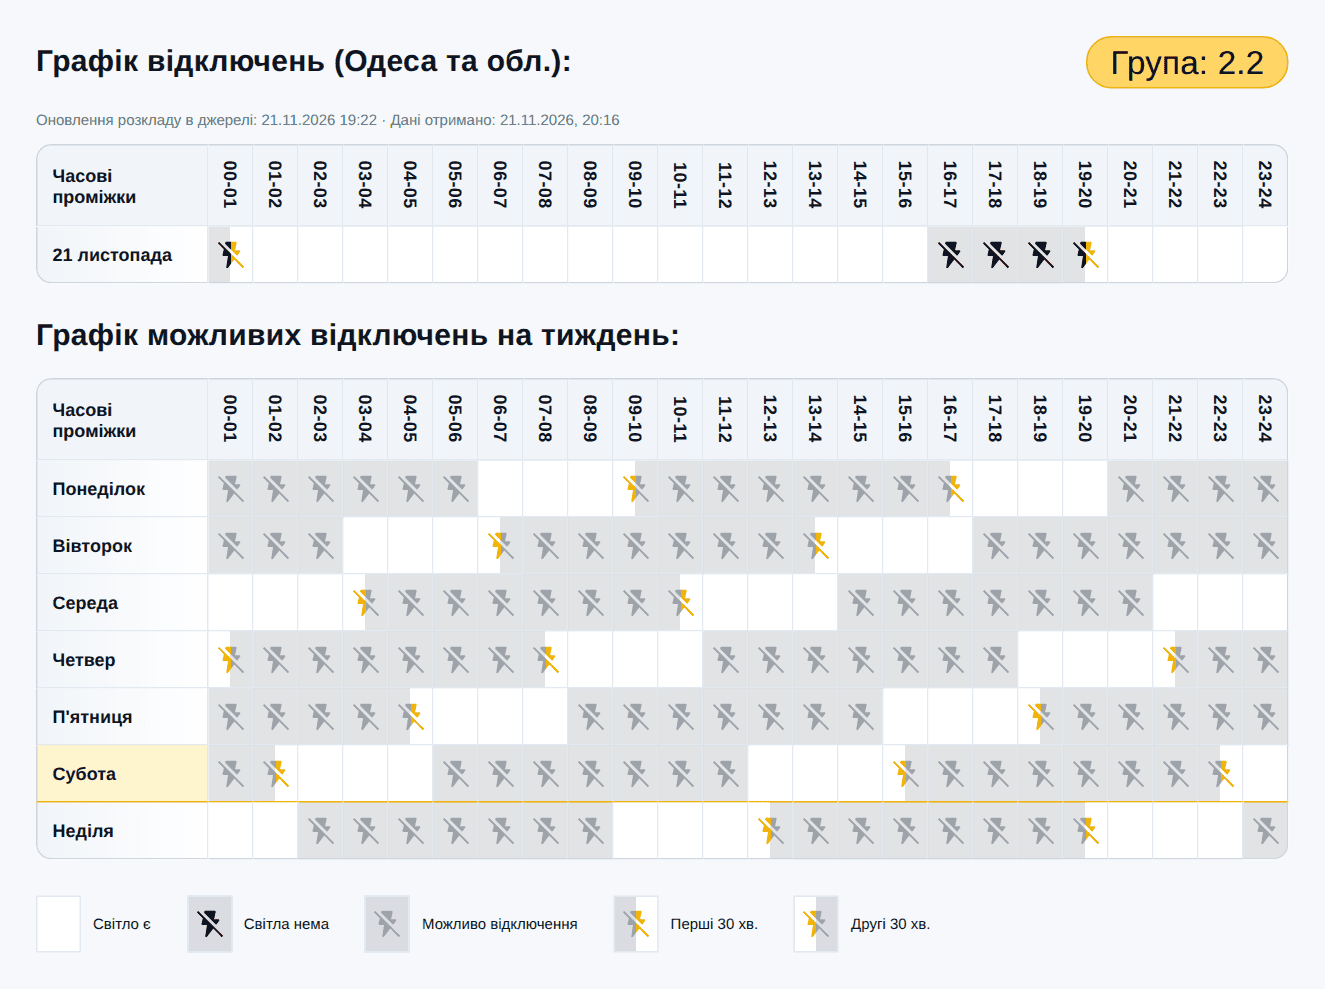 Графік відключень (Одеса та обл.):
Група: 2.2
Оновлення розкладу в джерелі: 21.11.2026 19:22 · Дані отримано: 21.11.2026, 20:16
Часові проміжки 00-01 01-02 02-03 03-04 04-05 05-06 06-07 07-08 08-09 09-10 10-11 11-12 12-13 13-14 14-15 15-16 16-17 17-18 18-19 19-20 20-21 21-22 22-23 23-24
21 листопада
Графік можливих відключень на тиждень:
Часові проміжки 00-01 01-02 02-03 03-04 04-05 05-06 06-07 07-08 08-09 09-10 10-11 11-12 12-13 13-14 14-15 15-16 16-17 17-18 18-19 19-20 20-21 21-22 22-23 23-24
Понеділок
Вівторок
Середа
Четвер
П'ятниця
Субота
Неділя
Світло є Світла нема Можливо відключення Перші 30 хв. Другі 30 хв.